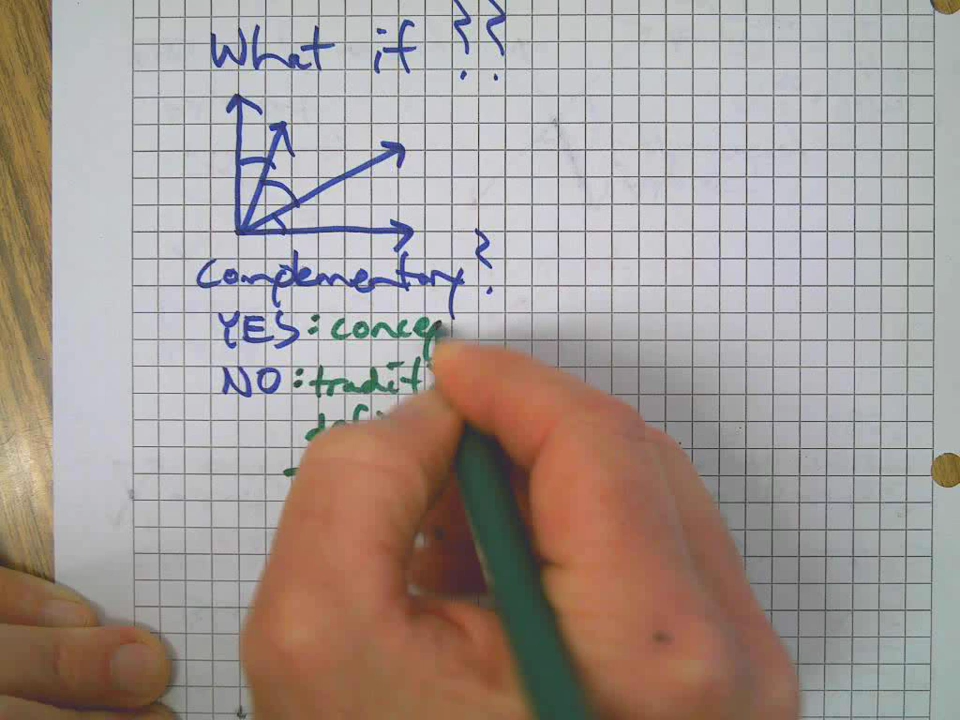 What if ??
complementary?
YES: conce
NO: tradit